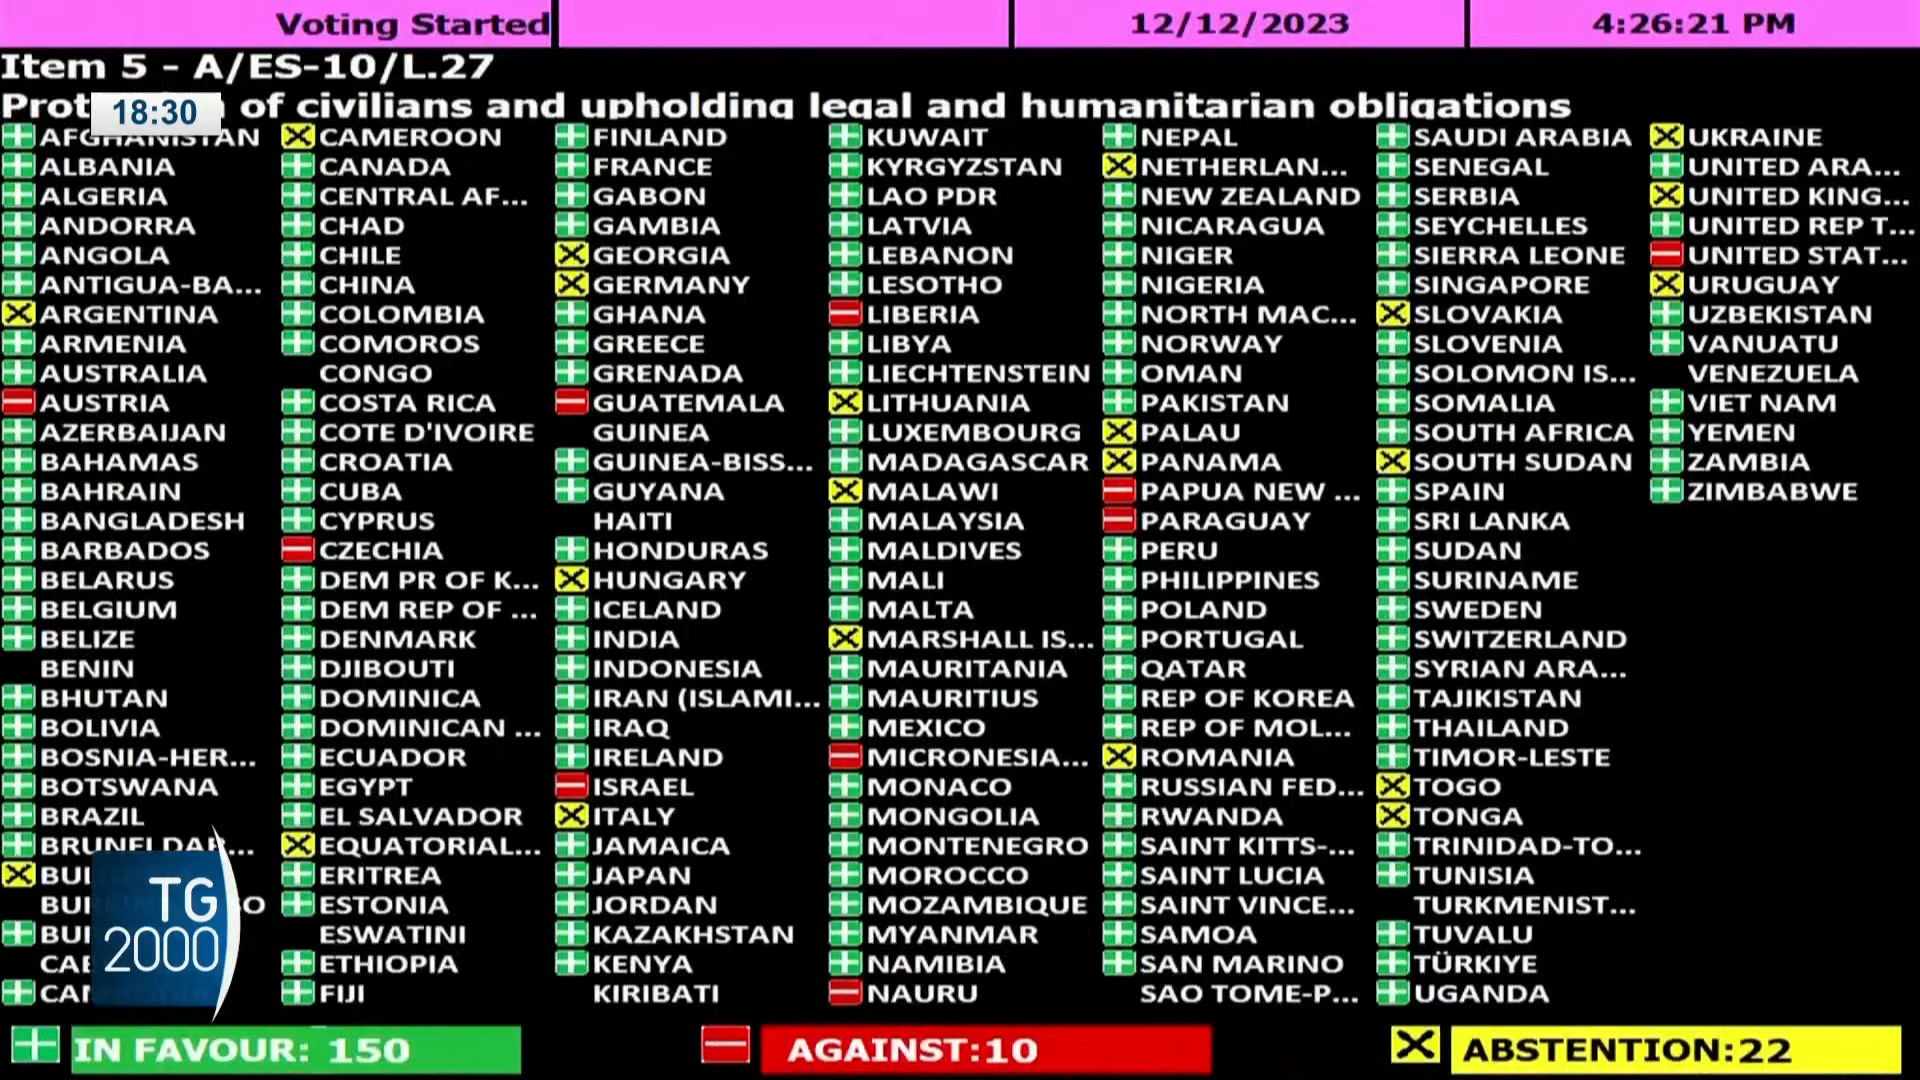 Voting Started 12/12/2023 4:26:21 PM
Item 5 - A/ES-10/L.27
of civilians and upholding legal and humanitarian obligations
18:30
AFGHANISTAN
ALBANIA
ALGERIA
ANDORRA
ANGOLA
ANTIGUA-BA...
ARGENTINA
ARMENIA
AUSTRALIA
AUSTRIA
AZERBAIJAN
BAHAMAS
BAHRAIN
BANGLADESH
BARBADOS
BELARUS
BELGIUM
BELIZE
BENIN
BHUTAN
BOLIVIA
BOSNIA-HER...
BOTSWANA
BRAZIL
BRUNEI DAR...
CAMEROON
CANADA
CENTRAL AF...
CHAD
CHILE
CHINA
COLOMBIA
COMOROS
CONGO
COSTA RICA
COTE D'IVOIRE
CROATIA
CUBA
CYPRUS
CZECHIA
DEM PR OF K...
DEM REP OF ...
DENMARK
DJIBOUTI
DOMINICA
DOMINICAN ...
ECUADOR
EGYPT
EL SALVADOR
EQUATORIAL...
ERITREA
ESTONIA
ESWATINI
ETHIOPIA
FIJI
FINLAND
FRANCE
GABON
GAMBIA
GEORGIA
GERMANY
GHANA
GREECE
GRENADA
GUATEMALA
GUINEA
GUINEA-BISS...
GUYANA
HAITI
HONDURAS
HUNGARY
ICELAND
INDIA
INDONESIA
IRAN (ISLAMI...
IRAQ
IRELAND
ISRAEL
ITALY
JAMAICA
JAPAN
JORDAN
KAZAKHSTAN
KENYA
KIRIBATI
KUWAIT
KYRGYZSTAN
LAO PDR
LATVIA
LEBANON
LESOTHO
LIBERIA
LIBYA
LIECHTENSTEIN
LITHUANIA
LUXEMBOURG
MADAGASCAR
MALAWI
MALAYSIA
MALDIVES
MALI
MALTA
MARSHALL IS...
MAURITANIA
MAURITIUS
MEXICO
MICRONESIA...
MONACO
MONGOLIA
MONTENEGRO
MOROCCO
MOZAMBIQUE
MYANMAR
NAMIBIA
NAURU
NEPAL
NETHERLAN...
NEW ZEALAND
NICARAGUA
NIGER
NIGERIA
NORTH MAC...
NORWAY
OMAN
PAKISTAN
PALAU
PANAMA
PAPUA NEW ...
PARAGUAY
PERU
PHILIPPINES
POLAND
PORTUGAL
QATAR
REP OF KOREA
REP OF MOL...
ROMANIA
RUSSIAN FED...
RWANDA
SAINT KITTS-...
SAINT LUCIA
SAINT VINCE...
SAMOA
SAN MARINO
SAO TOME-P...
SAUDI ARABIA
SENEGAL
SERBIA
SEYCHELLES
SIERRA LEONE
SINGAPORE
SLOVAKIA
SLOVENIA
SOLOMON IS...
SOMALIA
SOUTH AFRICA
SOUTH SUDAN
SPAIN
SRI LANKA
SUDAN
SURINAME
SWEDEN
SWITZERLAND
SYRIAN ARA...
TAJIKISTAN
THAILAND
TIMOR-LESTE
TOGO
TONGA
TRINIDAD-TO...
TUNISIA
TURKMENIST...
TUVALU
TÜRKIYE
UGANDA
UKRAINE
UNITED ARA...
UNITED KING...
UNITED REP T...
UNITED STAT...
URUGUAY
UZBEKISTAN
VANUATU
VENEZUELA
VIET NAM
YEMEN
ZAMBIA
ZIMBABWE
TG
2000
IN FAVOUR: 150 AGAINST:10 ABSTENTION:22